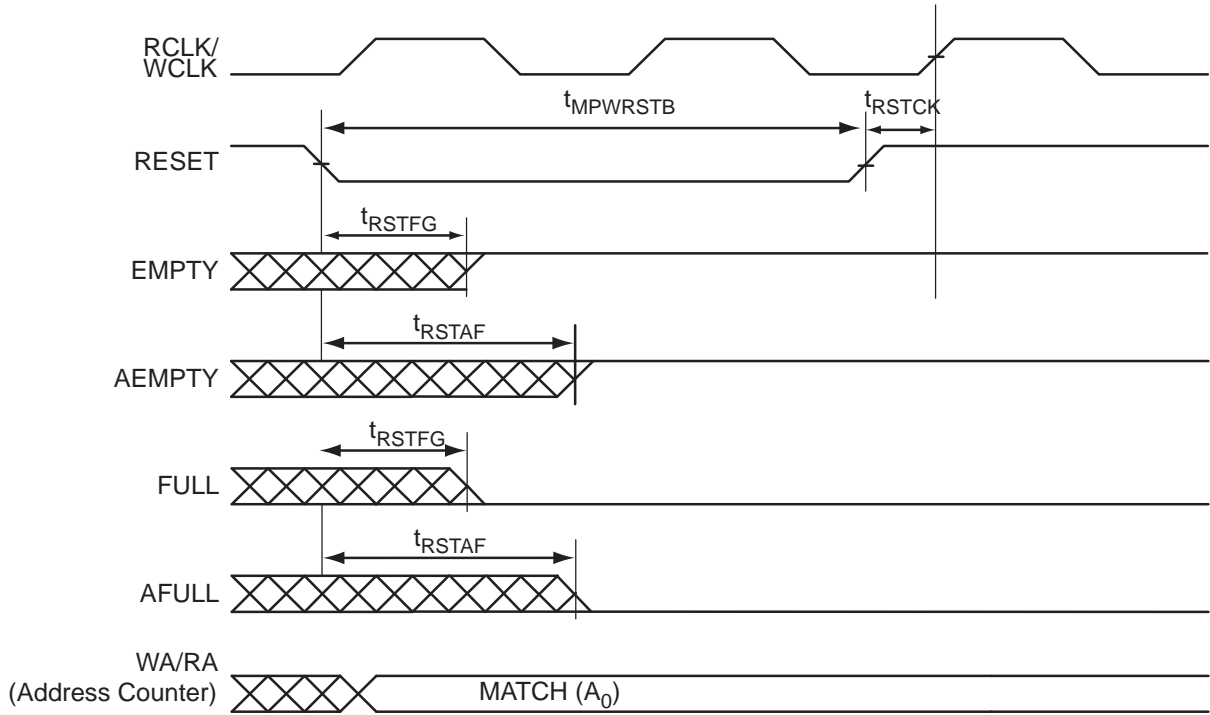 RCLK/
WCLK
tMPWRSTB
tRSTCK
RESET
tRSTFG
EMPTY
tRSTAF
AEMPTY
tRSTFG
FULL
tRSTAF
AFULL
WA/RA
(Address Counter)
MATCH (A0)